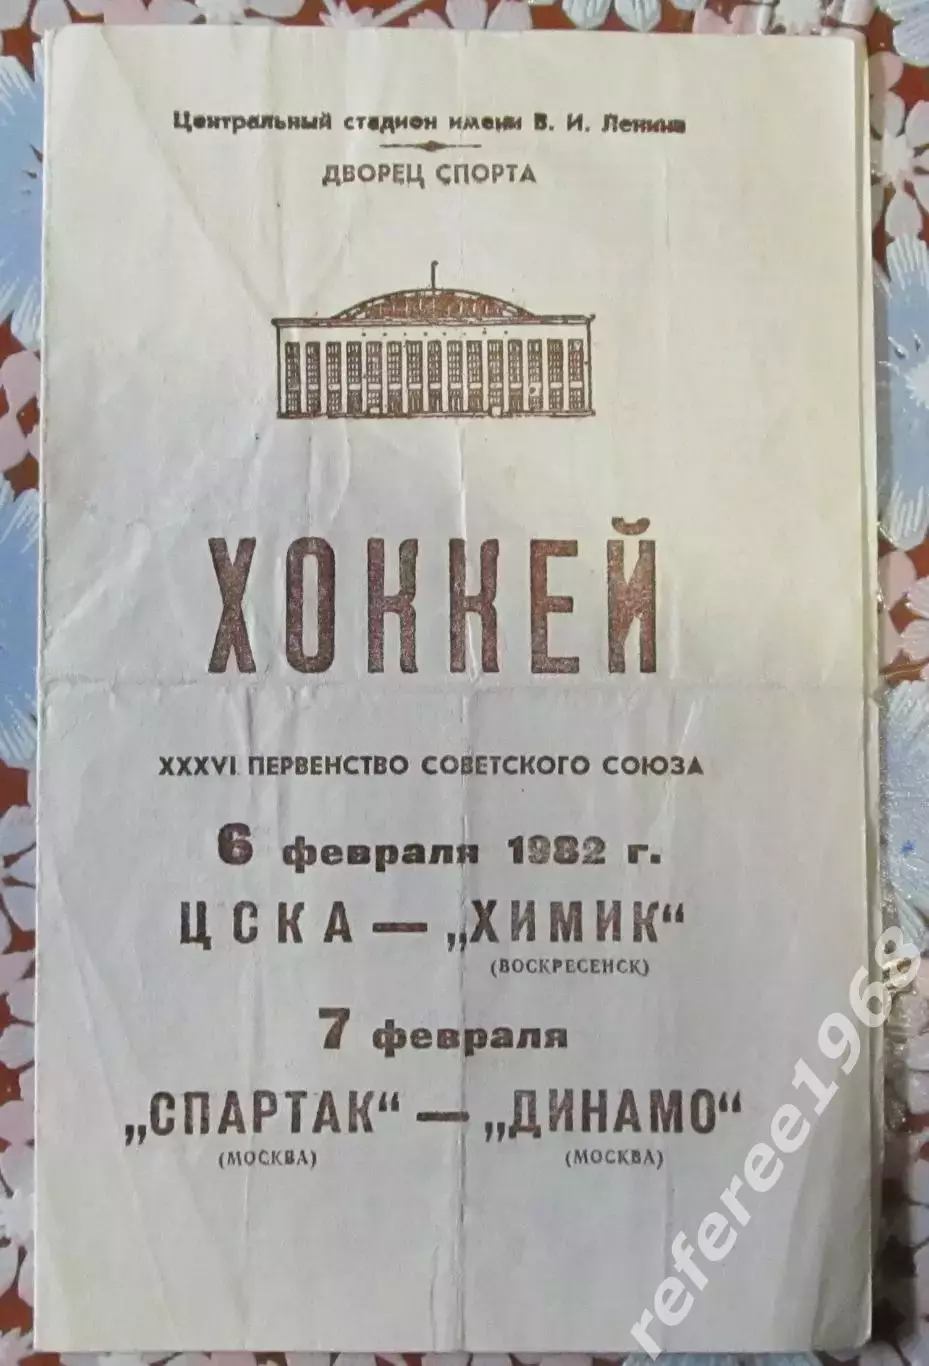 Центральный стадион имени В. И. Ленина
ДВОРЕЦ СПОРТА
ХОККЕЙ
XXXVI ПЕРВЕНСТВО СОВЕТСКОГО СОЮЗА
6 февраля 1982 г.
ЦСКА — „ХИМИК“
(ВОСКРЕСЕНСК)
7 февраля
„СПАРТАК“ — „ДИНАМО“
(МОСКВА) (МОСКВА)
referee1968